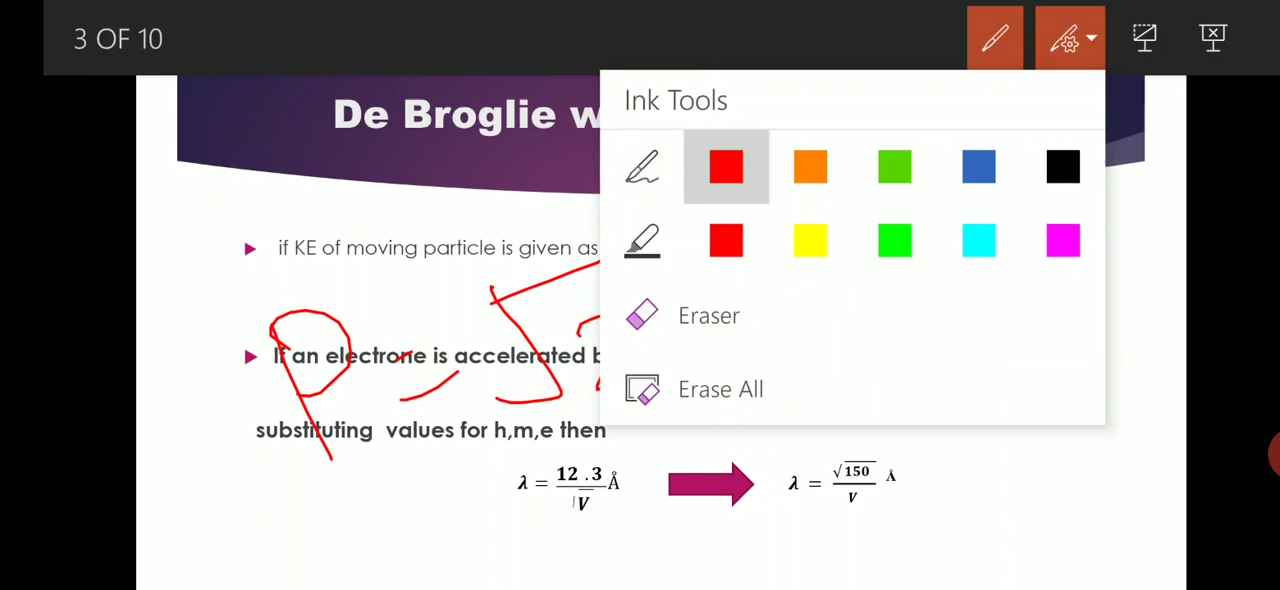 3 OF 10
De Broglie w
Ink Tools
if KE of moving particle is given as
Eraser
P = 5
If an electrone is accelerated b
Erase All
substituting values for h,m,e then
λ = 12 .3 / √V Å
λ = √150 / V Å